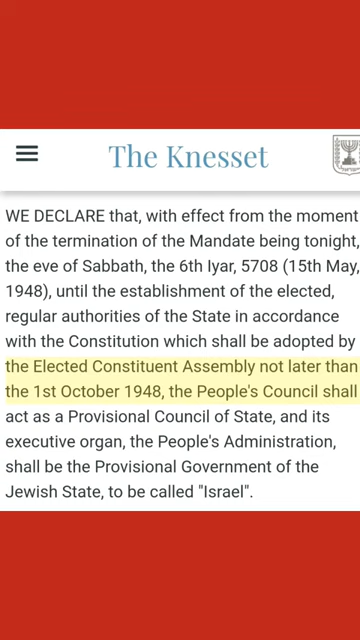 The Knesset
WE DECLARE that, with effect from the moment
of the termination of the Mandate being tonight,
the eve of Sabbath, the 6th Iyar, 5708 (15th May,
1948), until the establishment of the elected,
regular authorities of the State in accordance
with the Constitution which shall be adopted by
the Elected Constituent Assembly not later than
the 1st October 1948, the People's Council shall
act as a Provisional Council of State, and its
executive organ, the People's Administration,
shall be the Provisional Government of the
Jewish State, to be called "Israel".